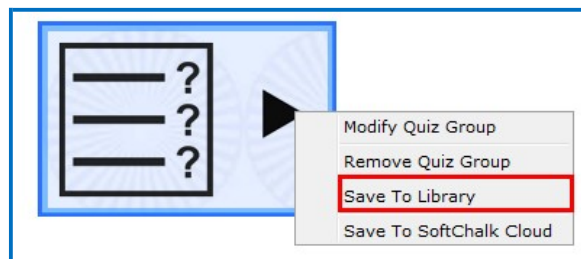 ?
?
?
Modify Quiz Group
Remove Quiz Group
Save To Library
Save To SoftChalk Cloud